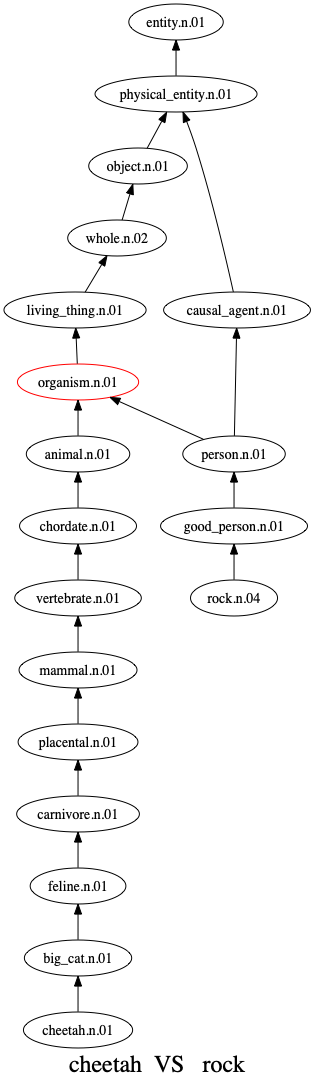 entity.n.01
physical_entity.n.01
object.n.01
whole.n.02
living_thing.n.01
causal_agent.n.01
organism.n.01
animal.n.01
person.n.01
chordate.n.01
good_person.n.01
vertebrate.n.01
rock.n.04
mammal.n.01
placental.n.01
carnivore.n.01
feline.n.01
big_cat.n.01
cheetah.n.01
cheetah VS rock